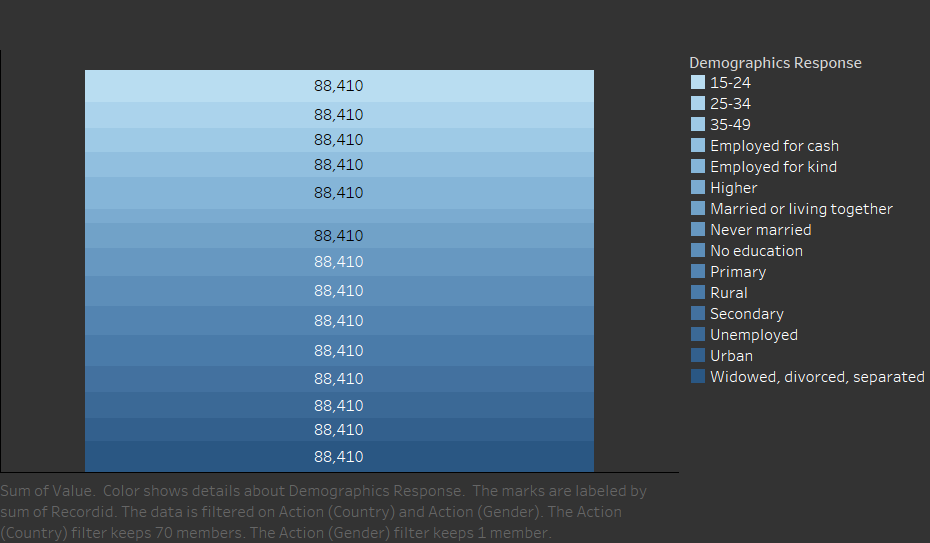 88,410
88,410
88,410
88,410
88,410
88,410
88,410
88,410
88,410
88,410
88,410
88,410
88,410
88,410
Demographics Response
15-24
25-34
35-49
Employed for cash
Employed for kind
Higher
Married or living together
Never married
No education
Primary
Rural
Secondary
Unemployed
Urban
Widowed, divorced, separated
Sum of Value.  Color shows details about Demographics Response.  The marks are labeled by
sum of Recordid. The data is filtered on Action (Country) and Action (Gender). The Action
(Country) filter keeps 70 members. The Action (Gender) filter keeps 1 member.